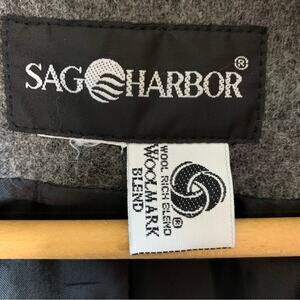 SAG HARBOR®
WOOL RICH BLEND
WOOLMARK
BLEND
®